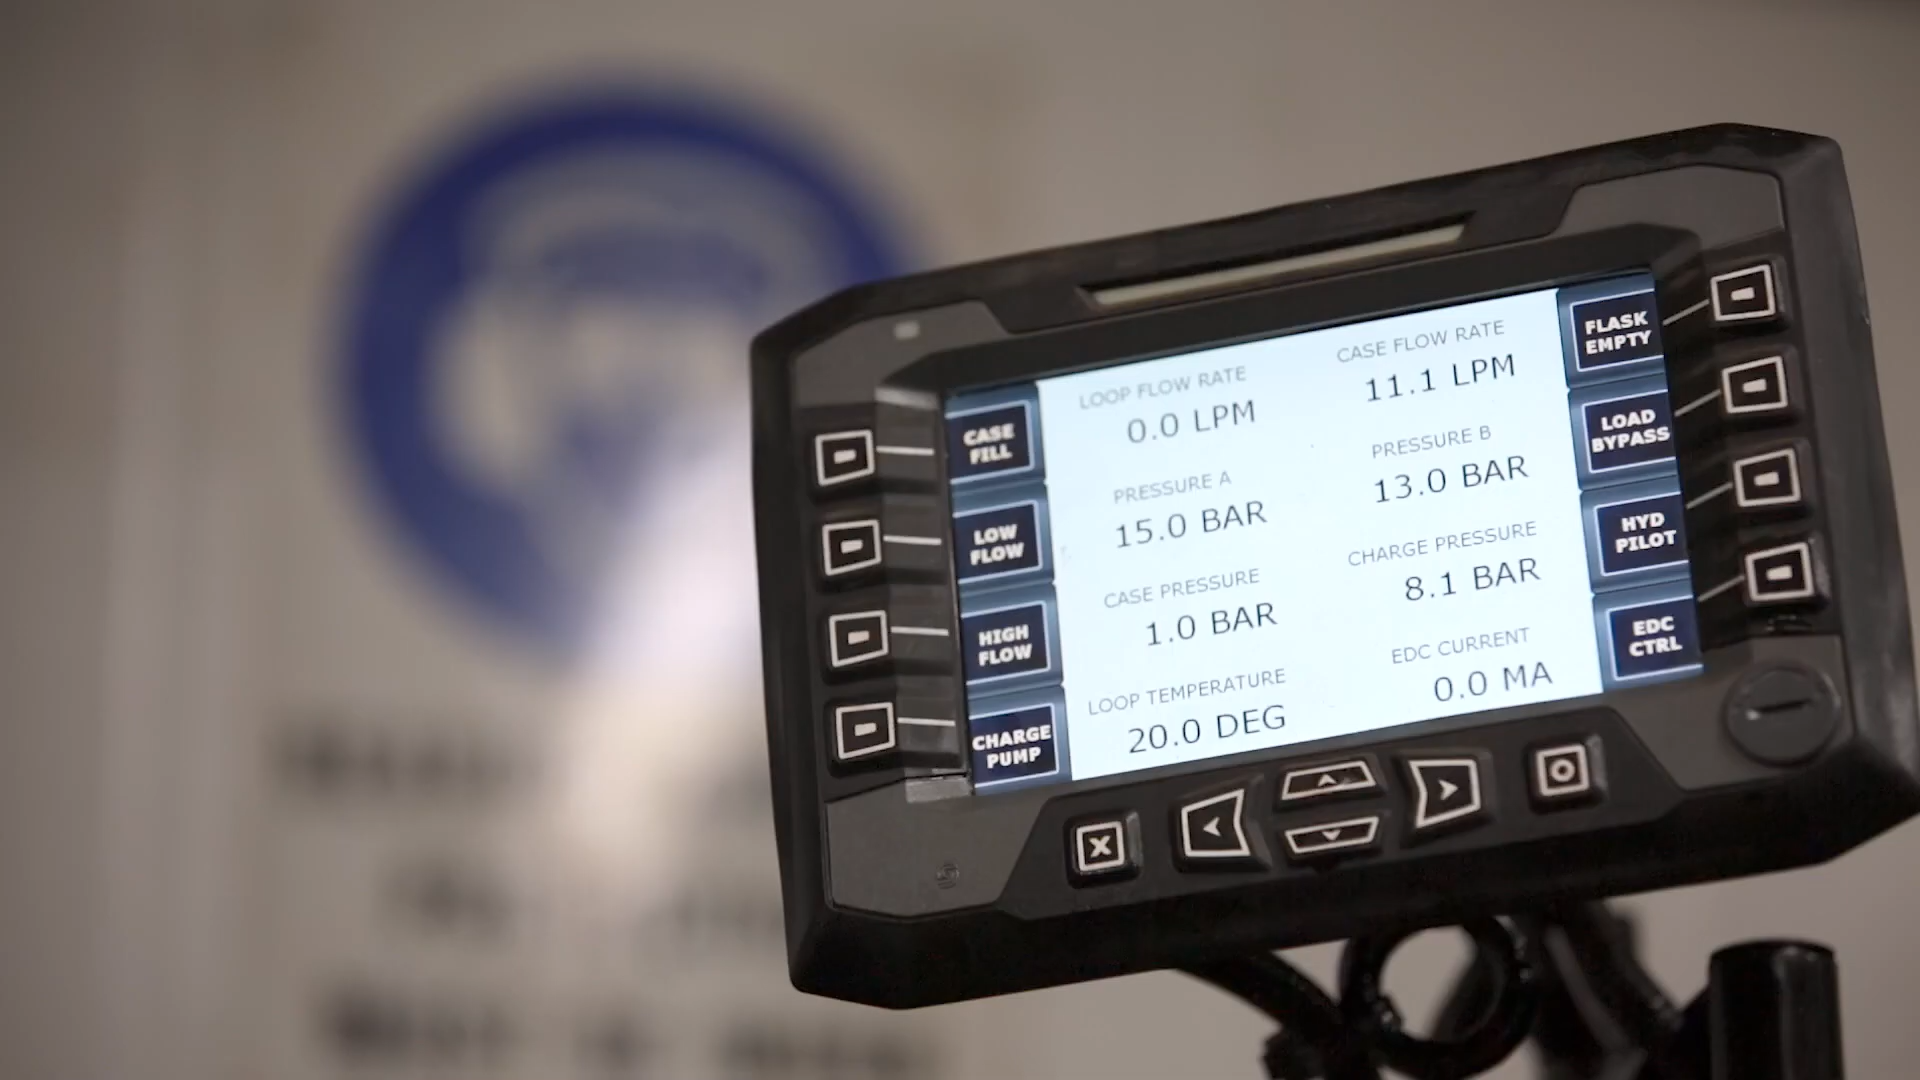 CASE
FILL
LOW
FLOW
HIGH
FLOW
CHARGE
PUMP
LOOP FLOW RATE
0.0 LPM
PRESSURE A
15.0 BAR
CASE PRESSURE
1.0 BAR
LOOP TEMPERATURE
20.0 DEG
CASE FLOW RATE
11.1 LPM
PRESSURE B
13.0 BAR
CHARGE PRESSURE
8.1 BAR
EDC CURRENT
0.0 MA
FLASK
EMPTY
LOAD
BYPASS
HYD
PILOT
EDC
CTRL
X